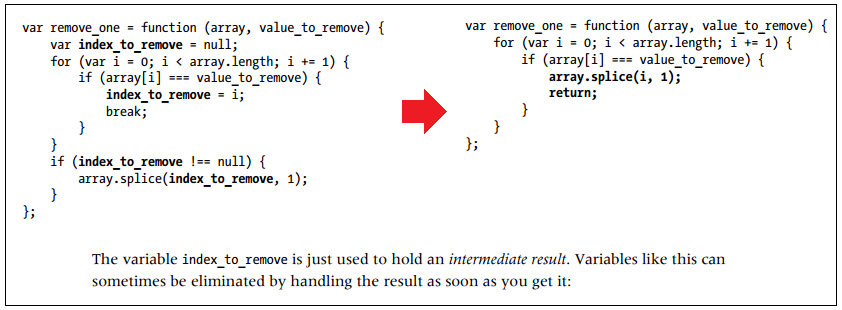 var remove_one = function (array, value_to_remove) {
    var index_to_remove = null;
    for (var i = 0; i < array.length; i += 1) {
        if (array[i] === value_to_remove) {
            index_to_remove = i;
            break;
        }
    }
    if (index_to_remove !== null) {
        array.splice(index_to_remove, 1);
    }
};
var remove_one = function (array, value_to_remove) {
    for (var i = 0; i < array.length; i += 1) {
        if (array[i] === value_to_remove) {
            array.splice(i, 1);
            return;
        }
    }
};
The variable index_to_remove is just used to hold an intermediate result. Variables like this can
sometimes be eliminated by handling the result as soon as you get it: